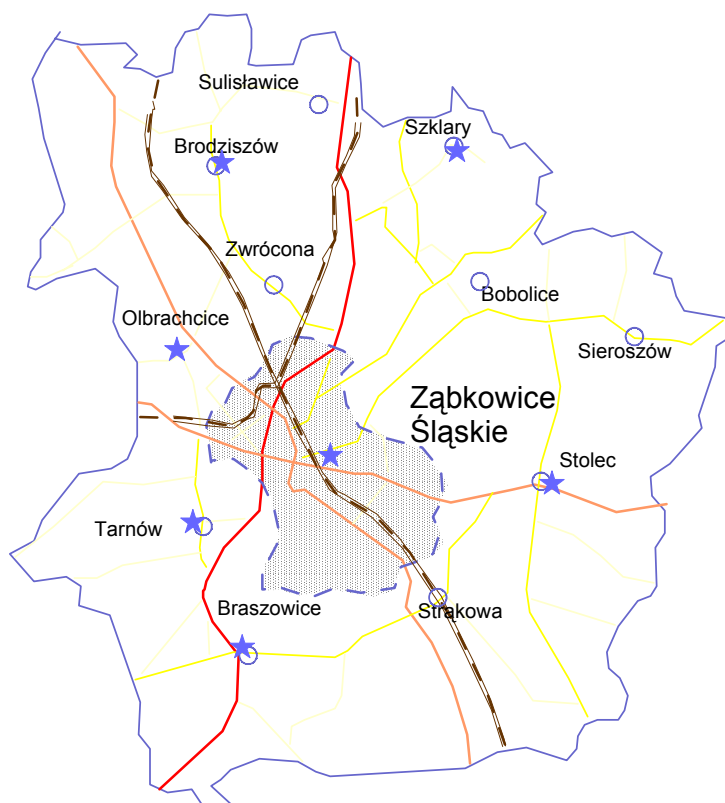 Sulisławice
Szklary
Brodziszów
Zwrócona
Bobolice
Olbrachcice
Sieroszów
Ząbkowice
Śląskie
Stolec
Tarnów
Braszowice
Strąkowa